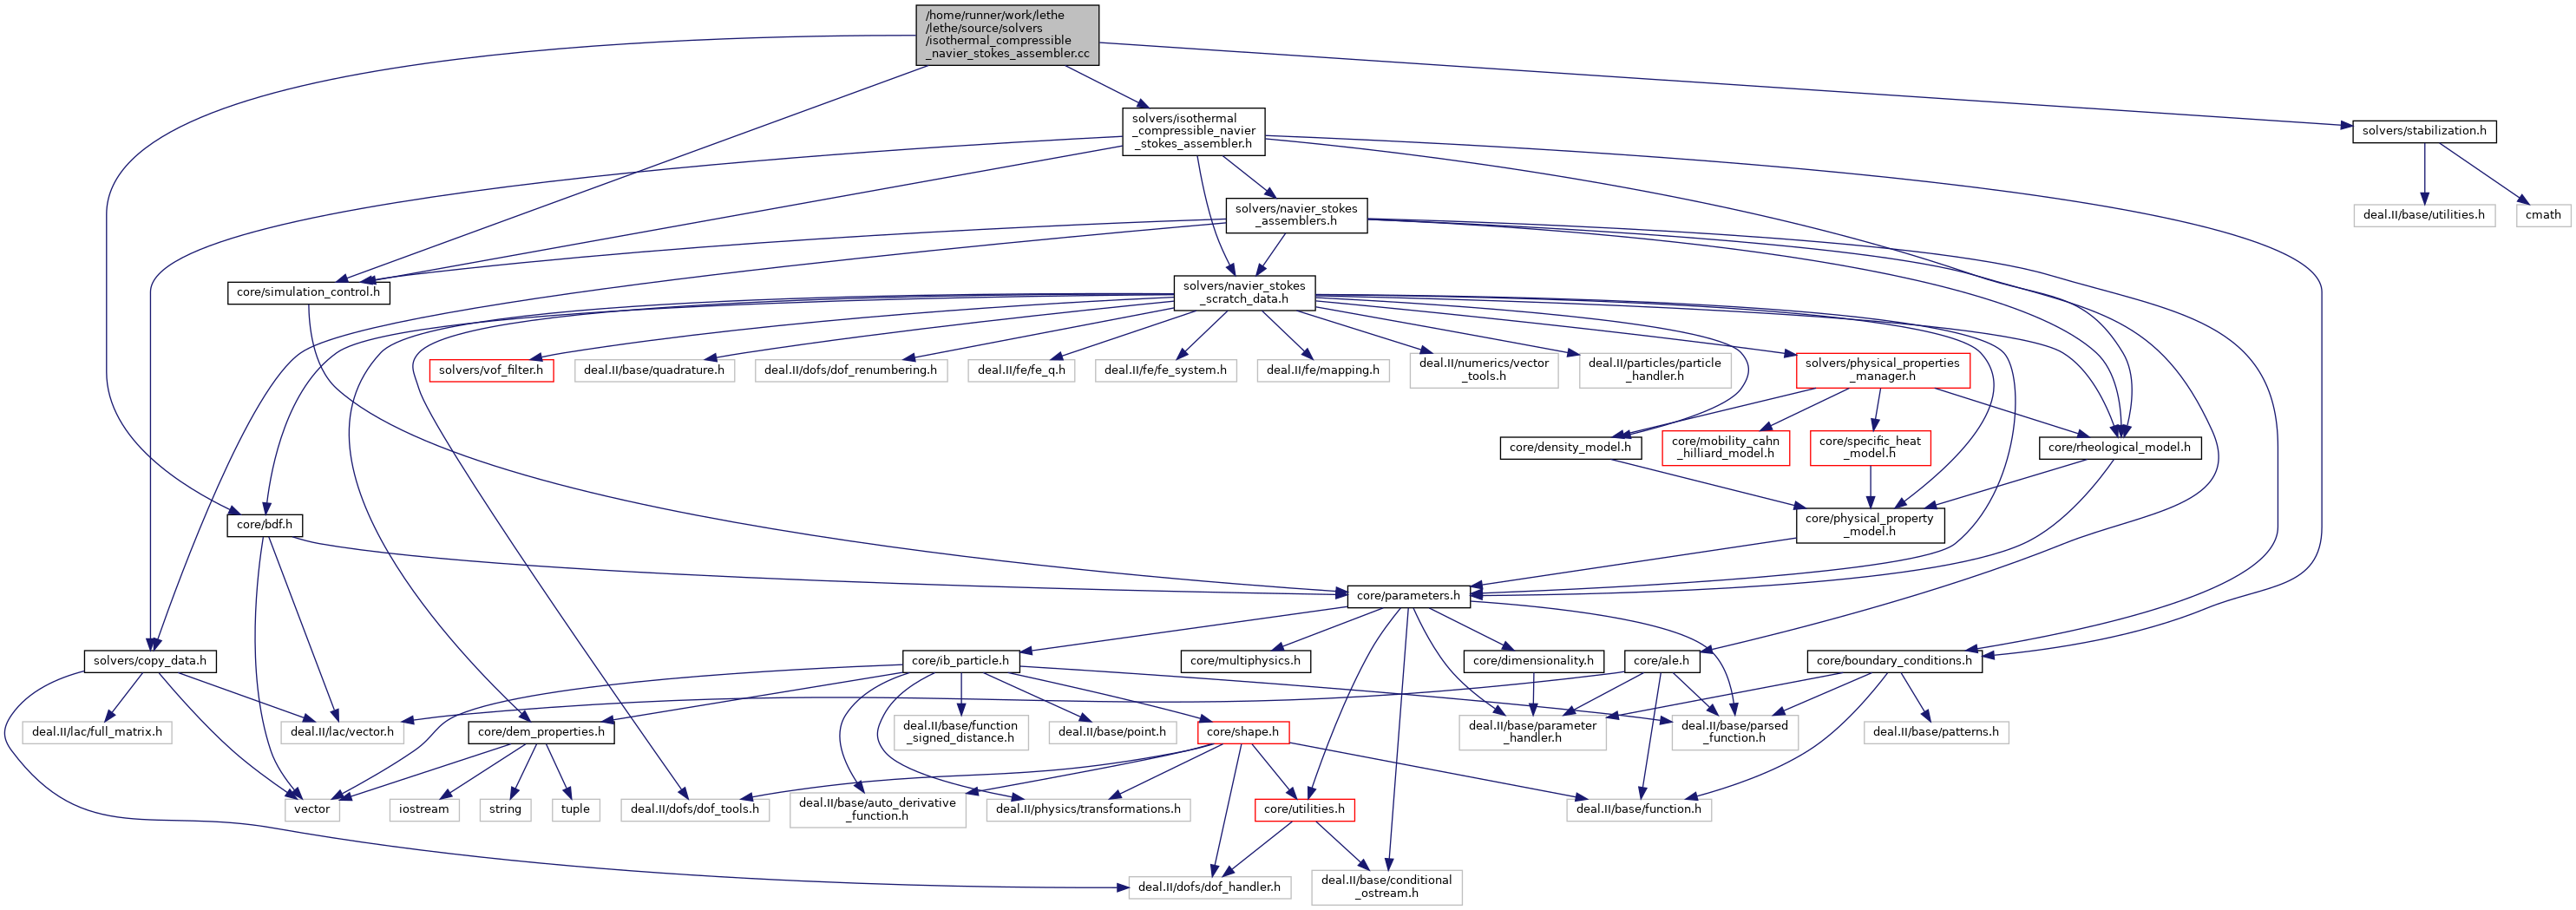 /home/runner/work/lethe
/lethe/source/solvers
/isothermal_compressible
_navier_stokes_assembler.cc
solvers/isothermal
_compressible_navier
_stokes_assembler.h
solvers/stabilization.h
solvers/navier_stokes
_assemblers.h
deal.II/base/utilities.h
cmath
core/simulation_control.h
solvers/navier_stokes
_scratch_data.h
solvers/vof_filter.h
deal.II/base/quadrature.h
deal.II/dofs/dof_renumbering.h
deal.II/fe/fe_q.h
deal.II/fe/fe_system.h
deal.II/fe/mapping.h
deal.II/numerics/vector
_tools.h
deal.II/particles/particle
_handler.h
solvers/physical_properties
_manager.h
core/density_model.h
core/mobility_cahn
_hilliard_model.h
core/specific_heat
_model.h
core/rheological_model.h
core/bdf.h
core/physical_property
_model.h
core/parameters.h
solvers/copy_data.h
core/ib_particle.h
core/multiphysics.h
core/dimensionality.h
core/ale.h
core/boundary_conditions.h
deal.II/lac/full_matrix.h
deal.II/lac/vector.h
core/dem_properties.h
deal.II/base/function
_signed_distance.h
deal.II/base/point.h
core/shape.h
deal.II/base/parameter
_handler.h
deal.II/base/parsed
_function.h
deal.II/base/patterns.h
vector
iostream
string
tuple
deal.II/dofs/dof_tools.h
deal.II/base/auto_derivative
_function.h
deal.II/physics/transformations.h
core/utilities.h
deal.II/base/function.h
deal.II/dofs/dof_handler.h
deal.II/base/conditional
_ostream.h